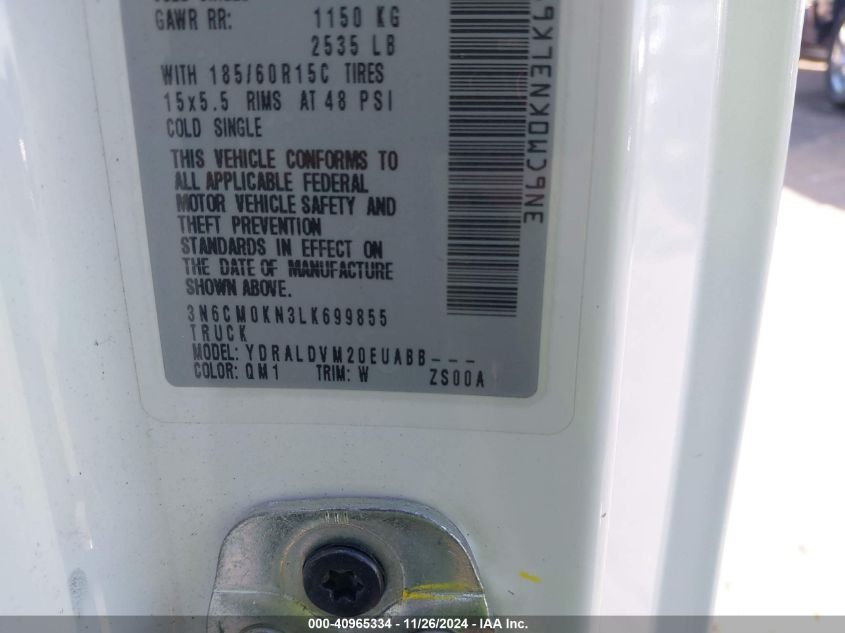 GAWR RR: 1150 KG
2535 LB
WITH 185/60R15C TIRES
15x5.5 RIMS AT 48 PSI
COLD SINGLE
THIS VEHICLE CONFORMS TO
ALL APPLICABLE FEDERAL
MOTOR VEHICLE SAFETY AND
THEFT PREVENTION
STANDARDS IN EFFECT ON
THE DATE OF MANUFACTURE
SHOWN ABOVE.
3N6CM0KN3LK699855
TRUCK
MODEL: YDRALDVM20EUABB---
COLOR: QM1 TRIM: W ZS00A
3N6CM0KN3LK6
000-40965334 - 11/26/2024 - IAA Inc.